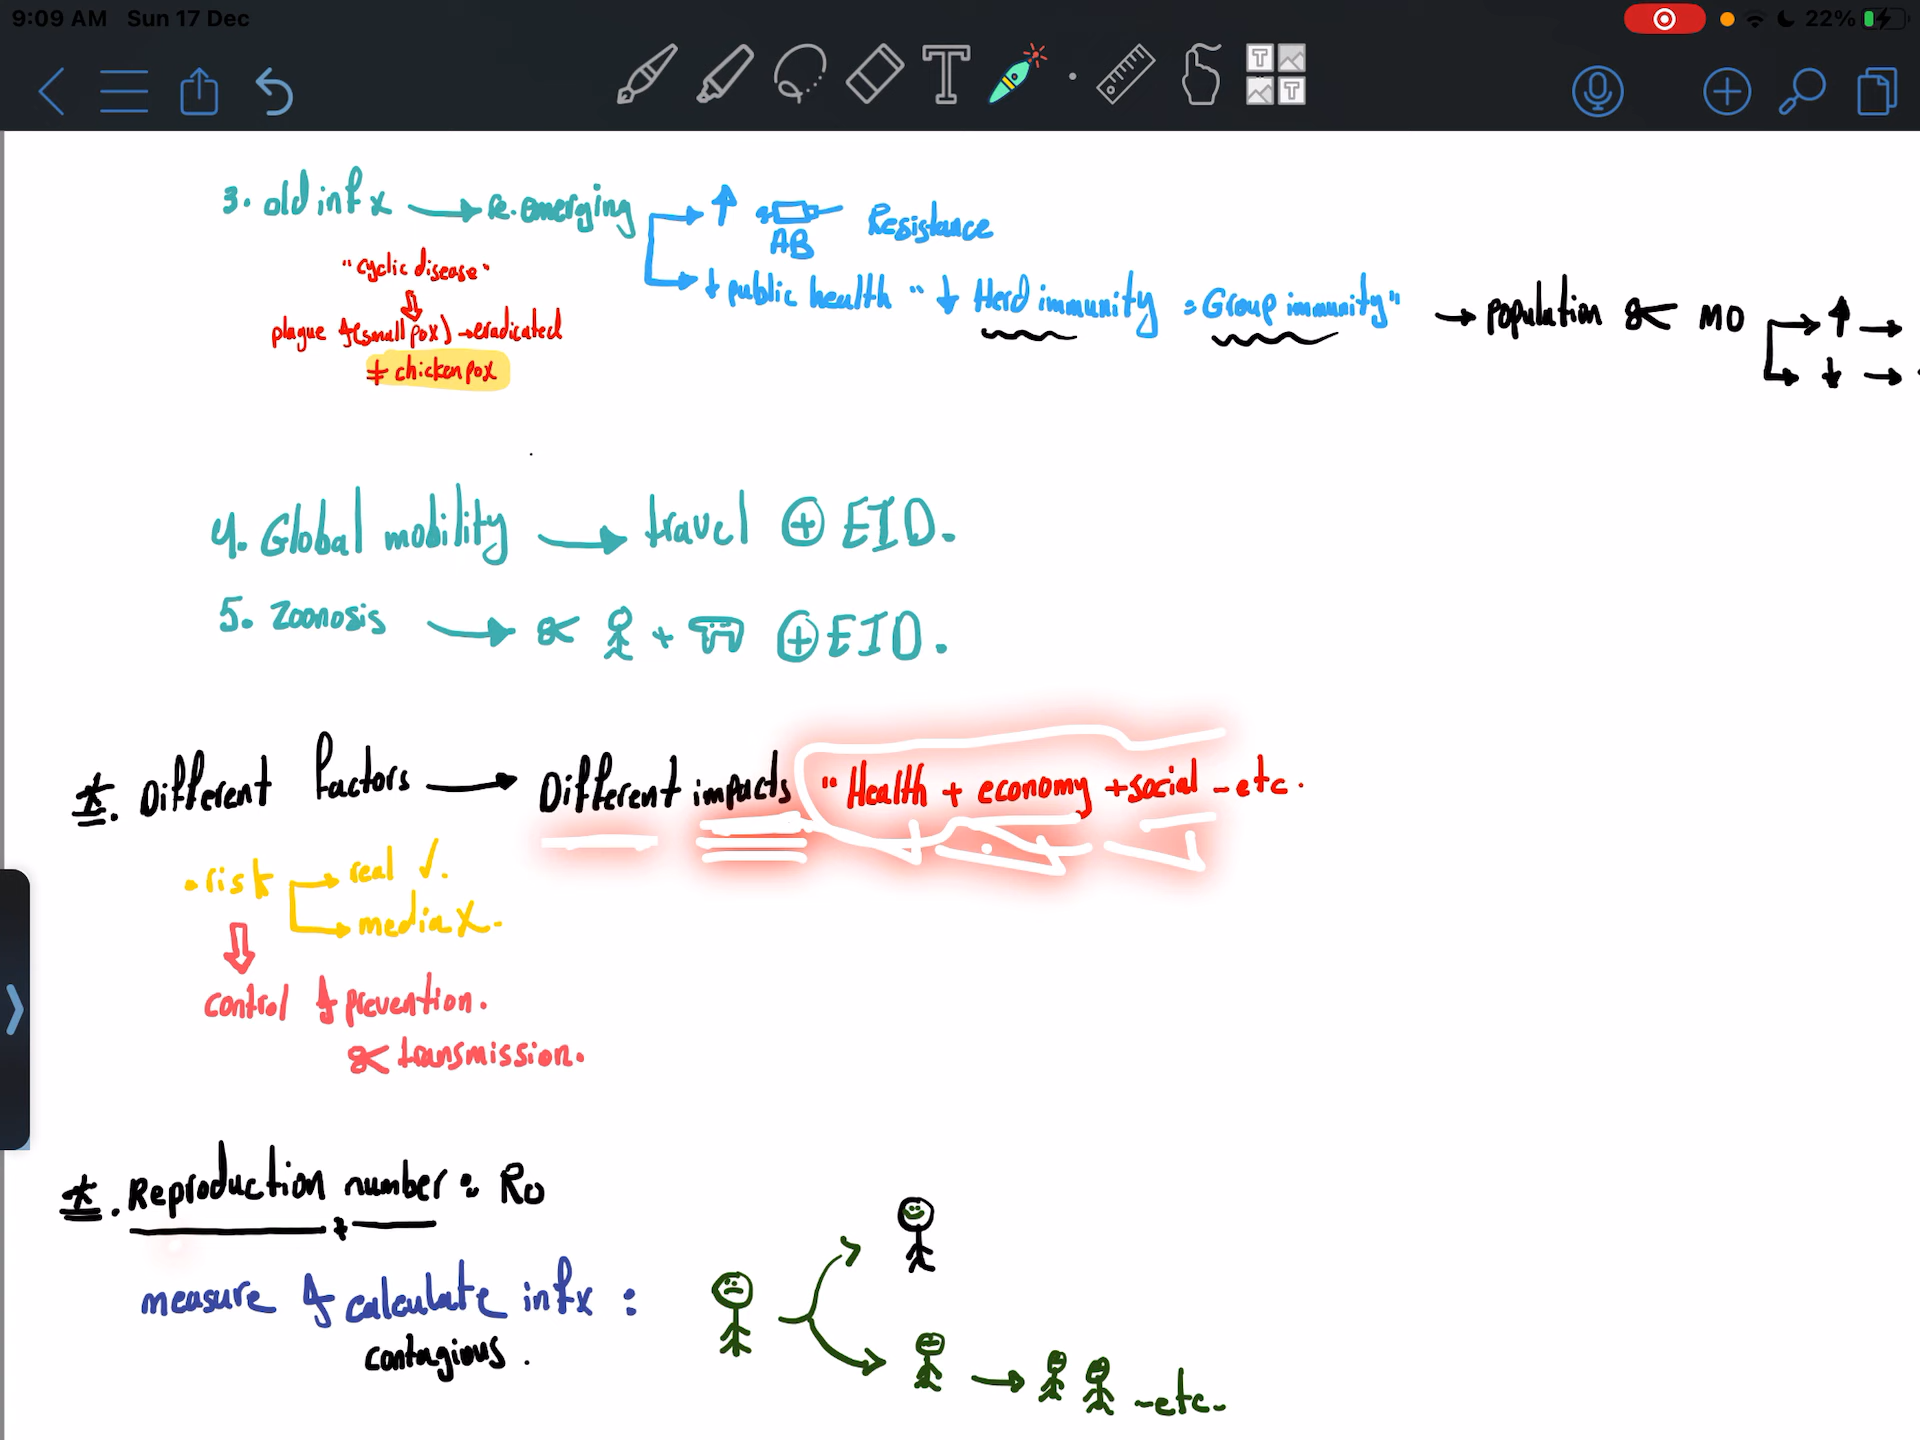 9:09 AM Sun 17 Dec 22%
3. old infx → re.emerging → ↑ AB Resistance
→ ↓ public health " ↓ Herd immunity = Group immunity" → population MO → ↑ →
→ ↓ →
"cyclic disease"
plague & (small pox) → eradicated
≠ chickenpox
4. Global mobility → travel ⊕ EID.
5. Zoonosis → + ⊕ EID.
*. Different factors → Different impacts "Health + economy + social - etc.
. risk → real ✓.
→ media X.
control & prevention.
transmission.
*. Reproduction number : Ro
measure & calculate infx :
contagious .
- etc -